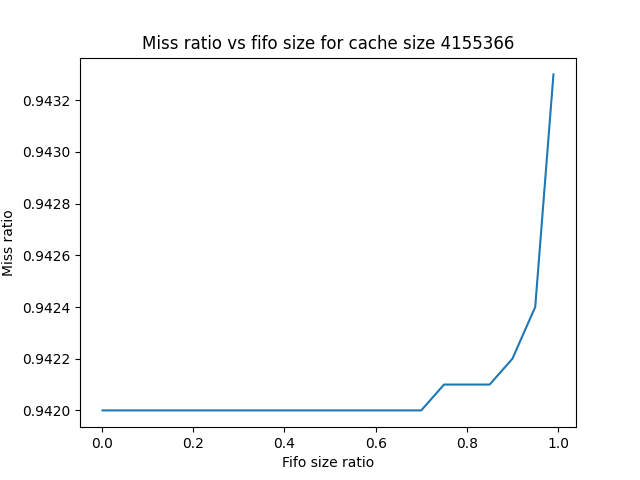 Miss ratio vs fifo size for cache size 4155366
Miss ratio
0.9432
0.9430
0.9428
0.9426
0.9424
0.9422
0.9420
0.0 0.2 0.4 0.6 0.8 1.0
Fifo size ratio